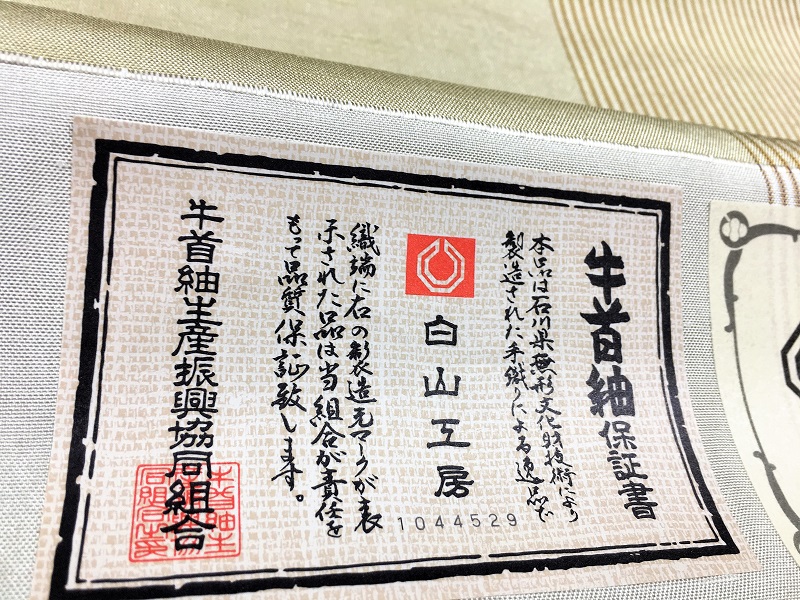 牛首紬保証書
本品は石川県無形文化財技術により
製造された手織りによる逸品で
白山工房
1044529
織端に右の製造元マークが表
示された品は当組合が責任を
もって品質保証致します。
牛首紬生産振興協同組合